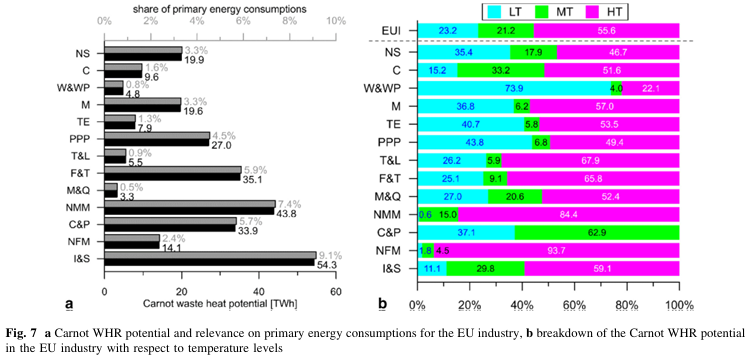 share of primary energy consumptions
0% 2% 4% 6% 8% 10%
NS 3.3% 19.9
C 1.6% 9.6
W&WP 0.8% 4.8
M 3.3% 19.6
TE 1.3% 7.9
PPP 4.5% 27.0
T&L 0.9% 5.5
F&T 5.9% 35.1
M&Q 0.5% 3.3
NMM 7.4% 43.8
C&P 5.7% 33.9
NFM 2.4% 14.1
I&S 9.1% 54.3
0 10 20 30 40 50 60
a Carnot waste heat potential [TWh]
LT MT HT
EUI 23.2 21.2 55.6
NS 35.4 17.9 46.7
C 15.2 33.2 51.6
W&WP 73.9 4.0 22.1
M 36.8 6.2 57.0
TE 40.7 5.8 53.5
PPP 43.8 6.8 49.4
T&L 26.2 5.9 67.9
F&T 25.1 9.1 65.8
M&Q 27.0 20.6 52.4
NMM 0.6 15.0 84.4
C&P 37.1 62.9
NFM 1.8 4.5 93.7
I&S 11.1 29.8 59.1
b 0% 20% 40% 60% 80% 100%
Fig. 7 a Carnot WHR potential and relevance on primary energy consumptions for the EU industry, b breakdown of the Carnot WHR potential
in the EU industry with respect to temperature levels